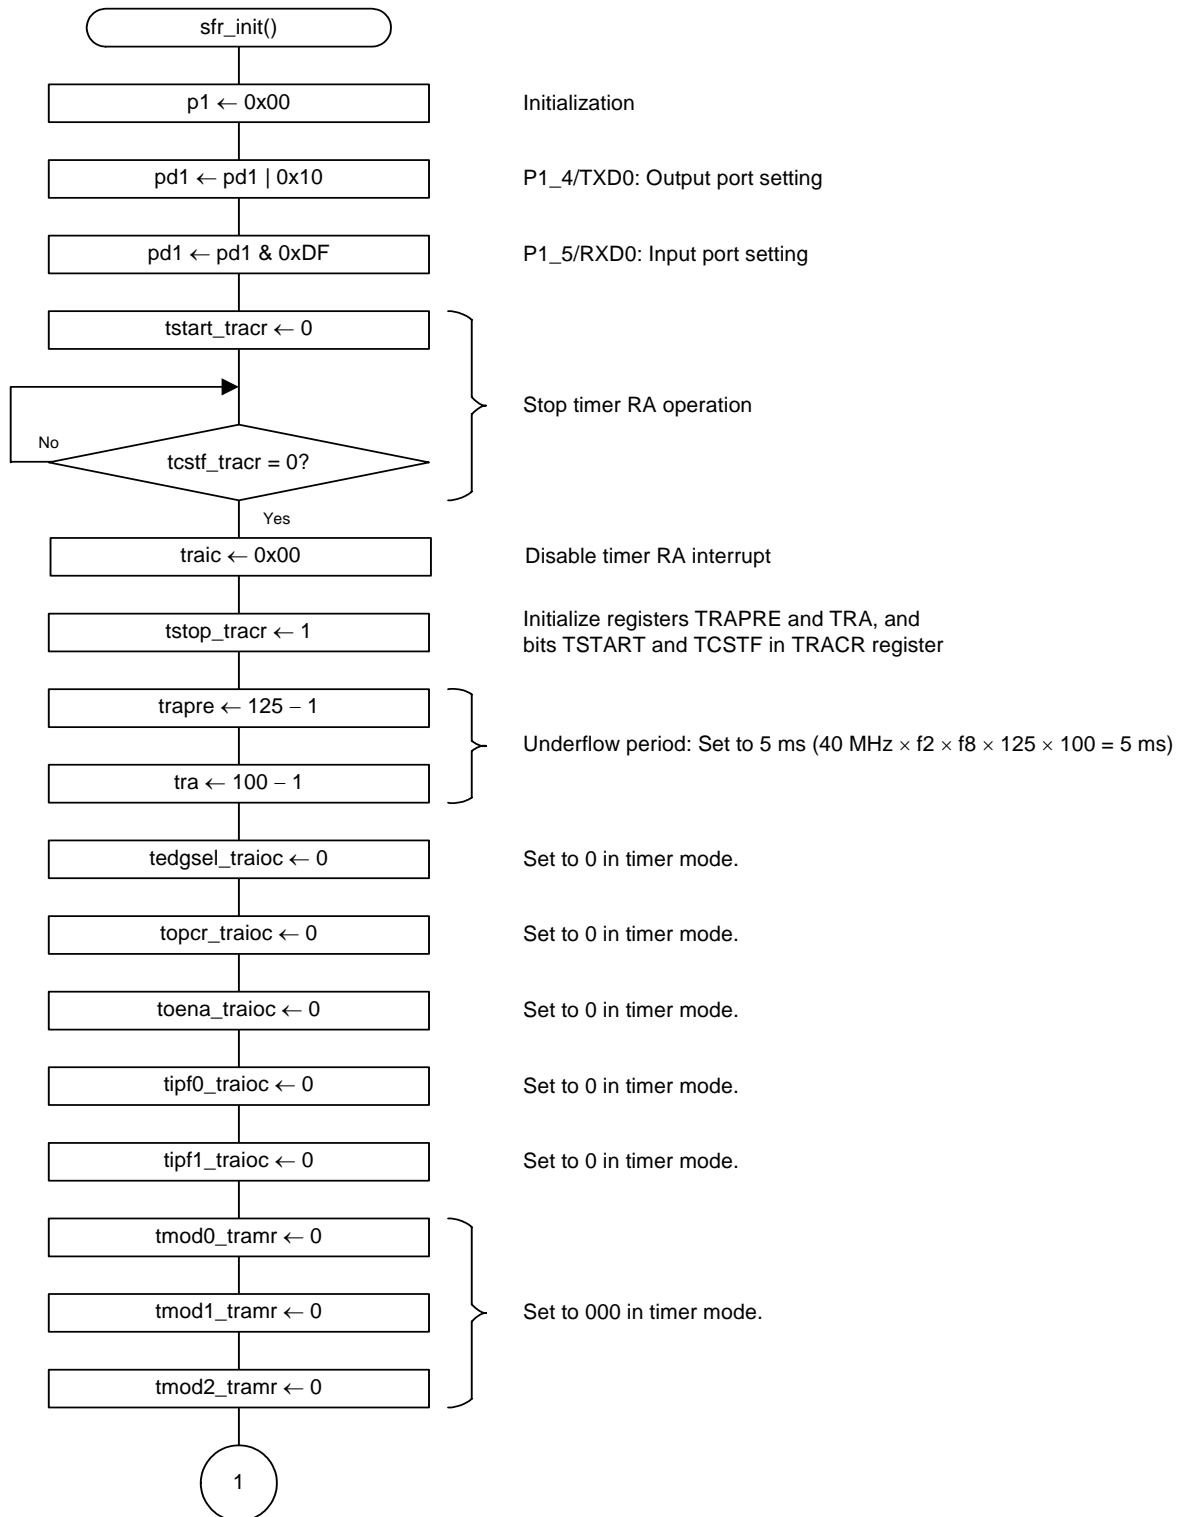 sfr_init()
p1 ← 0x00
Initialization
pd1 ← pd1 | 0x10
P1_4/TXD0: Output port setting
pd1 ← pd1 & 0xDF
P1_5/RXD0: Input port setting
tstart_tracr ← 0
Stop timer RA operation
No
tcstf_tracr = 0?
Yes
traic ← 0x00
Disable timer RA interrupt
tstop_tracr ← 1
Initialize registers TRAPRE and TRA, and
bits TSTART and TCSTF in TRACR register
trapre ← 125 − 1
Underflow period: Set to 5 ms (40 MHz × f2 × f8 × 125 × 100 = 5 ms)
tra ← 100 − 1
tedgsel_traioc ← 0
Set to 0 in timer mode.
topcr_traioc ← 0
Set to 0 in timer mode.
toena_traioc ← 0
Set to 0 in timer mode.
tipf0_traioc ← 0
Set to 0 in timer mode.
tipf1_traioc ← 0
Set to 0 in timer mode.
tmod0_tramr ← 0
tmod1_tramr ← 0
Set to 000 in timer mode.
tmod2_tramr ← 0
1